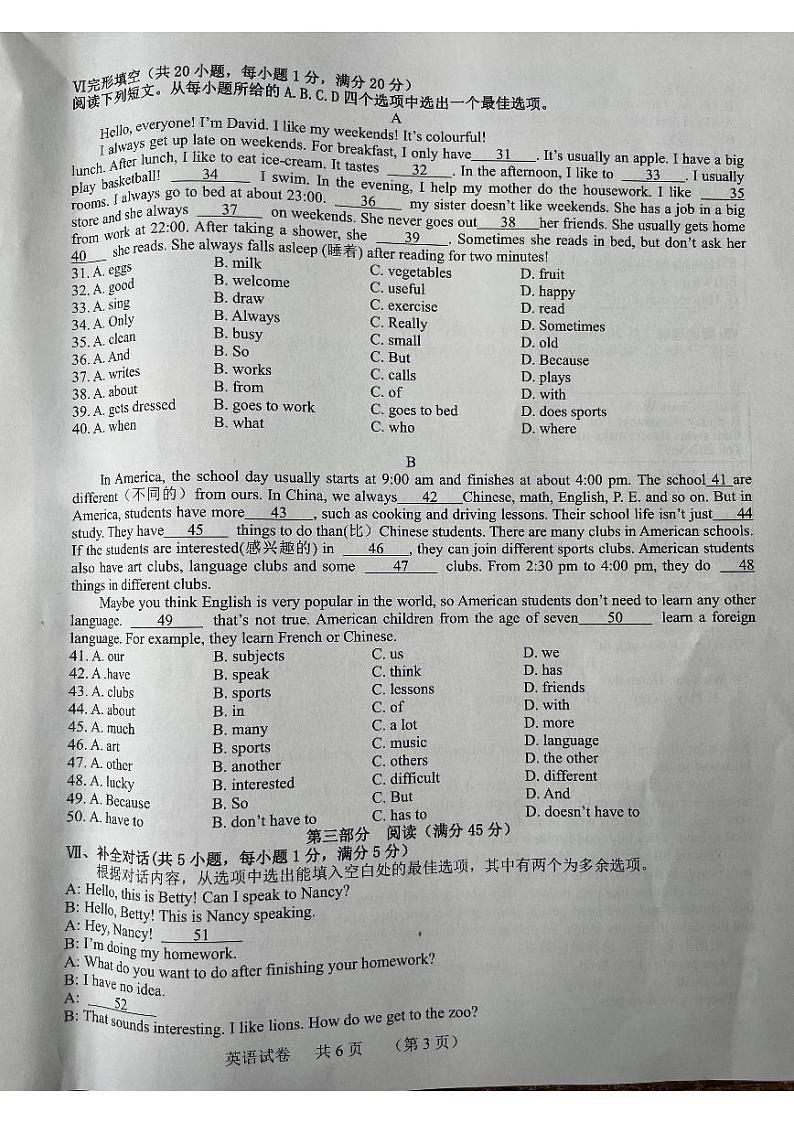 Ⅵ完形填空（共 20 小题，每小题 1 分，满分 20 分）
阅读下列短文。从每小题所给的 A.B.C.D 四个选项中选出一个最佳选项。
A
Hello, everyone! I'm David. I like my weekends! It's colourful!
I always get up late on weekends. For breakfast, I only have 31 . It's usually an apple. I have a big
lunch. After lunch, I like to eat ice-cream. It tastes 32 . In the afternoon, I like to 33 . I usually
play basketball! 34 I swim. In the evening, I help my mother do the housework. I like 35
rooms. I always go to bed at about 23:00. 36 my sister doesn't like weekends. She has a job in a big
store and she always 37 on weekends. She never goes out 38 her friends. She usually gets home
from work at 22:00. After taking a shower, she 39 . Sometimes she reads in bed, but don't ask her
40 she reads. She always falls asleep (睡着) after reading for two minutes!
31. A. eggs B. milk C. vegetables D. fruit
32. A. good B. welcome C. useful D. happy
33. A. sing B. draw C. exercise D. read
34. A. Only B. Always C. Really D. Sometimes
35. A. clean B. busy C. small D. old
36. A. And B. So C. But D. Because
37. A. writes B. works C. calls D. plays
38. A. about B. from C. of D. with
39. A. gets dressed B. goes to work C. goes to bed D. does sports
40. A. when B. what C. who D. where
B
In America, the school day usually starts at 9:00 am and finishes at about 4:00 pm. The school 41 are
different（不同的）from ours. In China, we always 42 Chinese, math, English, P. E. and so on. But in
America, students have more 43 , such as cooking and driving lessons. Their school life isn't just 44
study. They have 45 things to do than(比）Chinese students. There are many clubs in American schools.
If the students are interested(感兴趣的) in 46 , they can join different sports clubs. American students
also have art clubs, language clubs and some 47 clubs. From 2:30 pm to 4:00 pm, they do 48
things in different clubs.
Maybe you think English is very popular in the world, so American students don't need to learn any other
language. 49 that's not true. American children from the age of seven 50 learn a foreign
language. For example, they learn French or Chinese.
41. A. our B. subjects C. us D. we
42. A .have B. speak C. think D. has
43. A. clubs B. sports C. lessons D. friends
44. A. about B. in C. of D. with
45. A. much B. many C. a lot D. more
46. A. art B. sports C. music D. language
47. A. other B. another C. others D. the other
48. A. lucky B. interested C. difficult D. different
49. A. Because B. So C. But D. And
50. A. have to B. don't have to C. has to D. doesn't have to
第三部分 阅读（满分 45 分）
Ⅶ、补全对话(共 5 小题，每小题 1 分，满分 5 分）
根据对话内容，从选项中选出能填入空白处的最佳选项，其中有两个为多余选项。
A: Hello, this is Betty! Can I speak to Nancy?
B: Hello, Betty! This is Nancy speaking.
A: Hey, Nancy! 51
B: I'm doing my homework.
A: What do you want to do after finishing your homework?
B: I have no idea.
A: 52
B: That sounds interesting. I like lions. How do we get to the zoo?
英语试卷 共 6 页 （第 3 页）